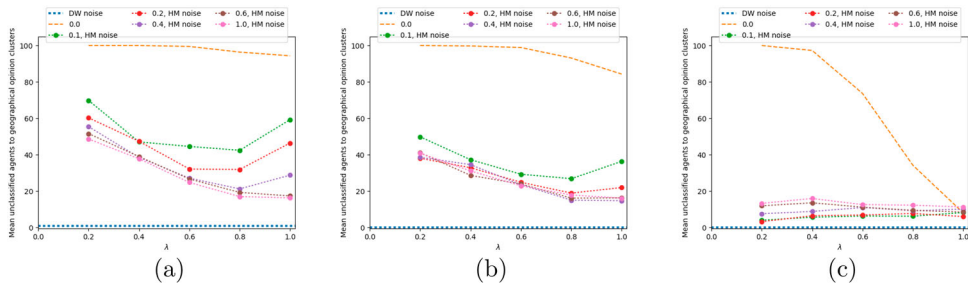 DW noise
0.0
0.1, HM noise
0.2, HM noise
0.4, HM noise
0.6, HM noise
1.0, HM noise
Mean unclassified agents to geographical opinion clusters
100
80
60
40
20
0
0.0 0.2 0.4 0.6 0.8 1.0
λ
(a)
DW noise
0.0
0.1, HM noise
0.2, HM noise
0.4, HM noise
0.6, HM noise
1.0, HM noise
Mean unclassified agents to geographical opinion clusters
100
80
60
40
20
0
0.0 0.2 0.4 0.6 0.8 1.0
λ
(b)
DW noise
0.0
0.1, HM noise
0.2, HM noise
0.4, HM noise
0.6, HM noise
1.0, HM noise
Mean unclassified agents to geographical opinion clusters
100
80
60
40
20
0
0.0 0.2 0.4 0.6 0.8 1.0
λ
(c)